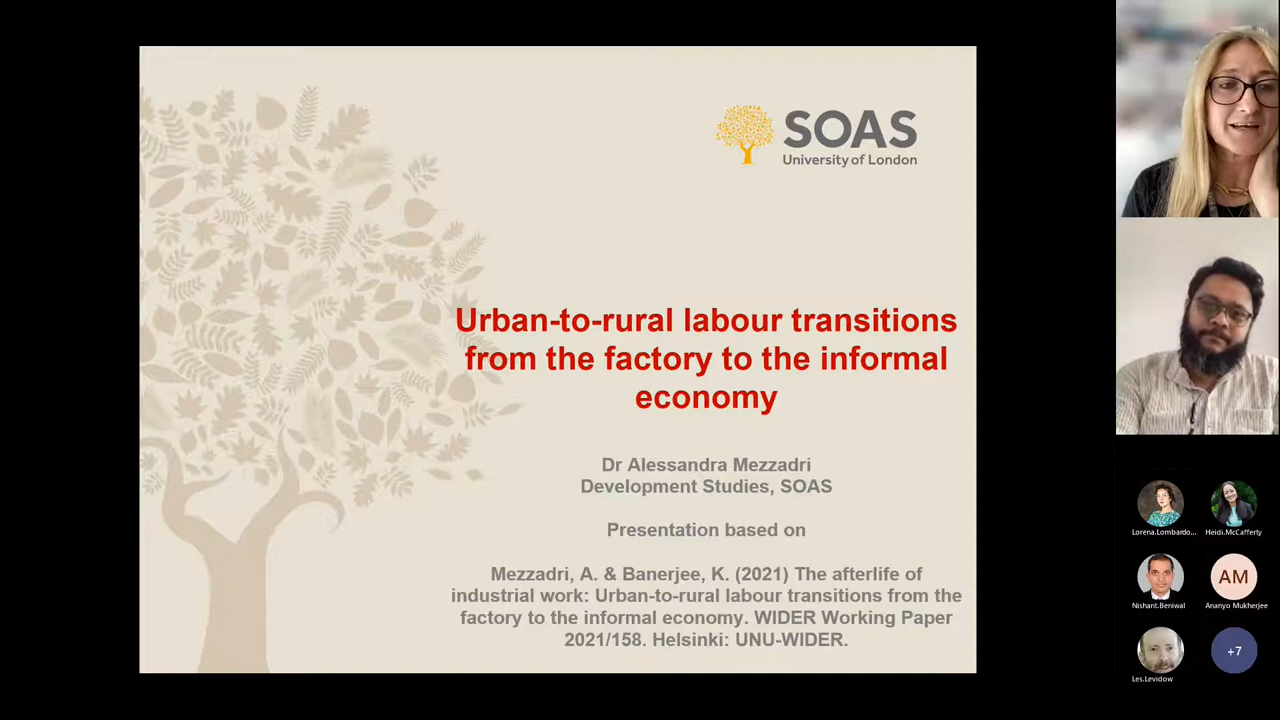 SOAS
University of London
Urban-to-rural labour transitions
from the factory to the informal
economy
Dr Alessandra Mezzadri
Development Studies, SOAS
Presentation based on
Mezzadri, A. & Banerjee, K. (2021) The afterlife of
industrial work: Urban-to-rural labour transitions from the
factory to the informal economy. WIDER Working Paper
2021/158. Helsinki: UNU-WIDER.
Lorena.Lombardo...
Heidi.McCafferty
Nishant.Beniwal
AM
Ananyo Mukherjee
Les.Levidow
+7